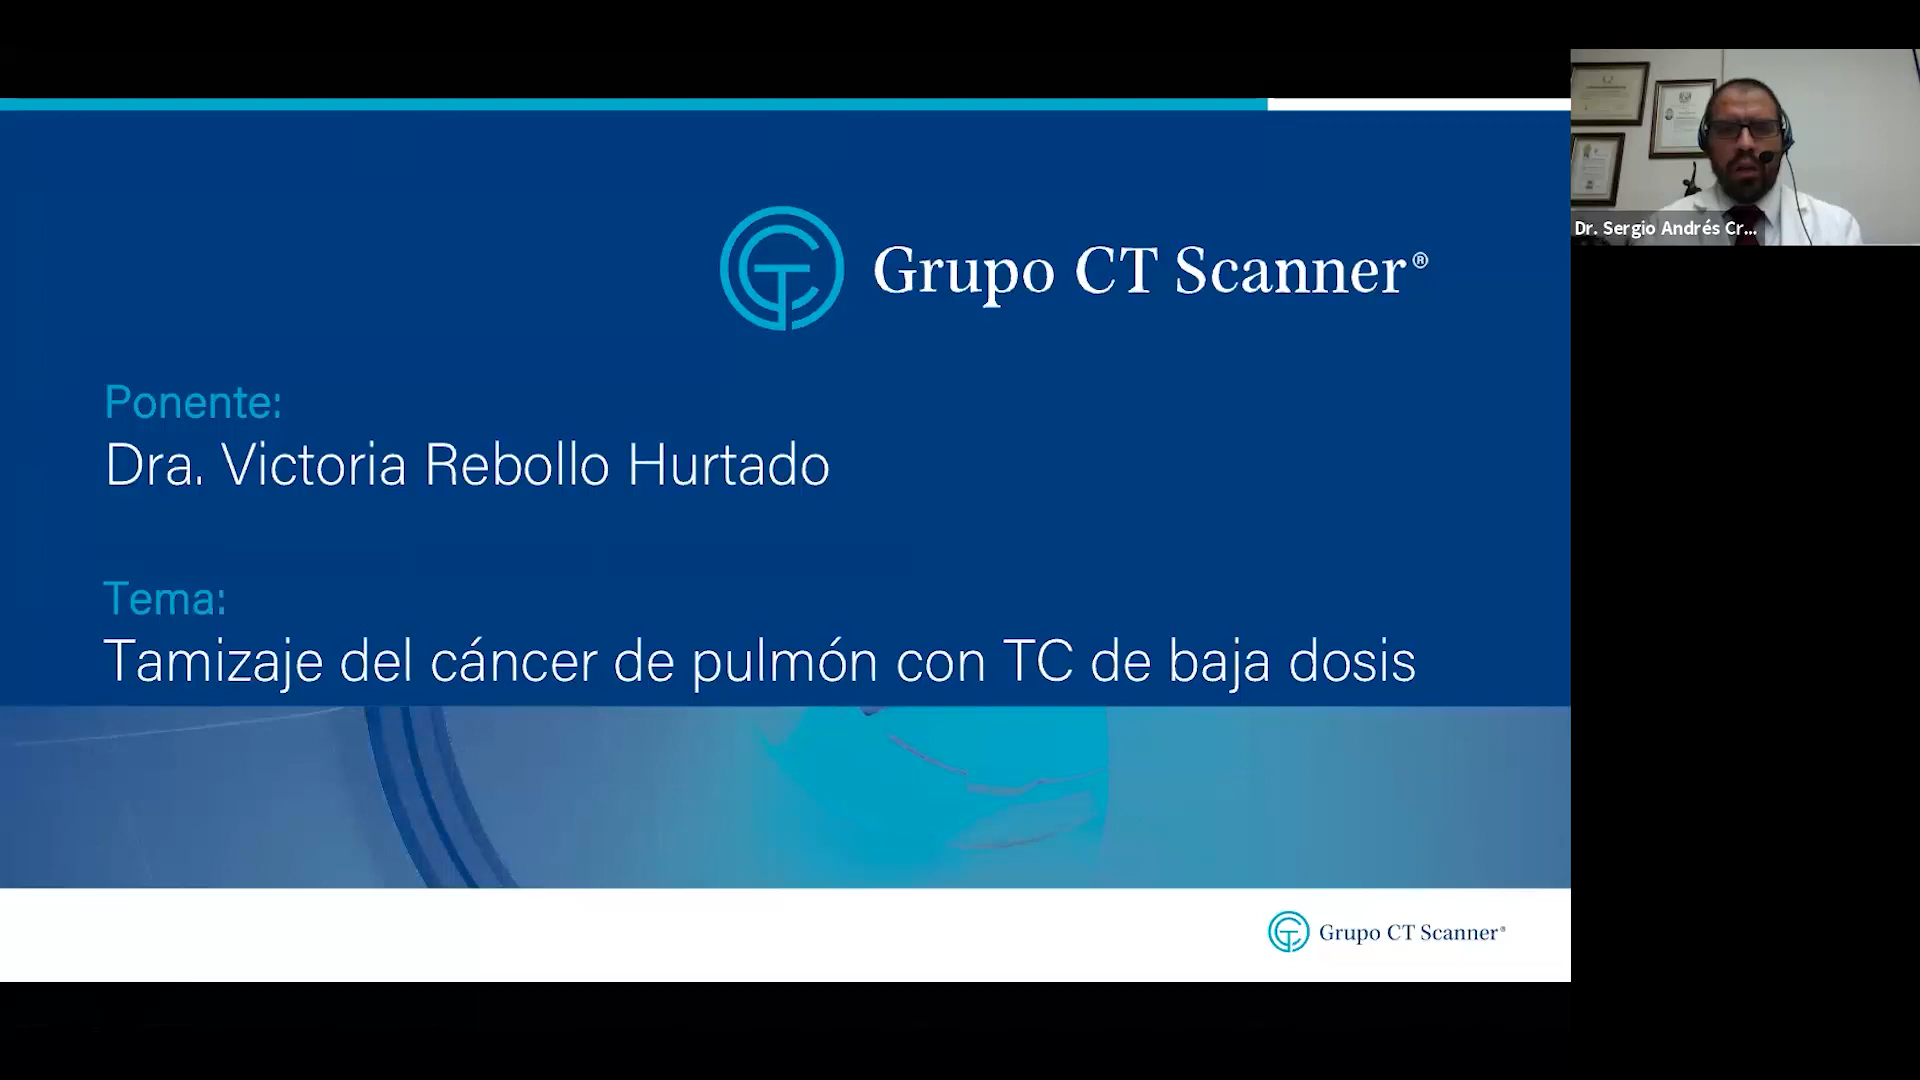 Grupo CT Scanner®
Ponente:
Dra. Victoria Rebollo Hurtado
Tema:
Tamizaje del cáncer de pulmón con TC de baja dosis
Grupo CT Scanner®
Dr. Sergio Andrés Cr...